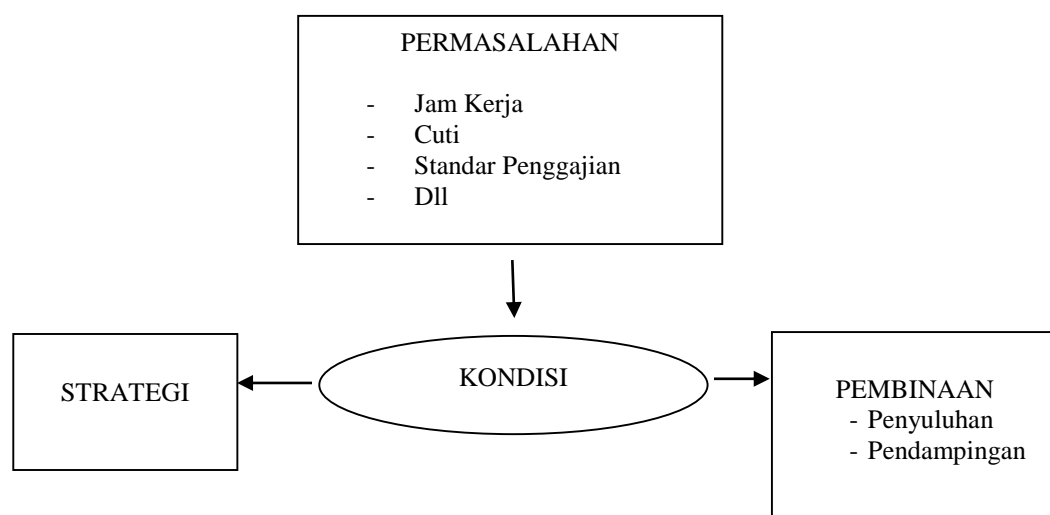 PERMASALAHAN
- Jam Kerja
- Cuti
- Standar Penggajian
- Dll
STRATEGI
KONDISI
PEMBINAAN
- Penyuluhan
- Pendampingan